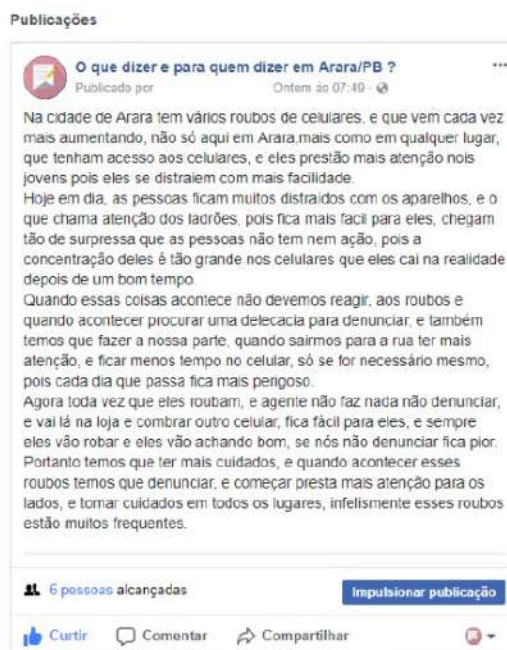 Publicações
O que dizer e para quem dizer em Arara/PB ?
Publicado por Ontem às 07:49 ·
Na cidade de Arara tem vários roubos de celulares, e que vem cada vez
mais aumentando, não só aqui em Arara,mais como em qualquer lugar,
que tenham acesso aos celulares, e eles prestão mais atenção nois
jovens pois eles se distraiem com mais facilidade.
Hoje em dia, as pessoas ficam muitos distraidos com os aparelhos, e o
que chama atenção dos ladrões, pois fica mais facil para eles, chegam
tão de surpressa que as pessoas não tem nem ação, pois a
concentração deles é tão grande nos celulares que eles cai na realidade
depois de um bom tempo.
Quando essas coisas acontece não devemos reagir, aos roubos e
quando acontecer procurar uma delecacia para denunciar, e também
temos que fazer a nossa parte, quando sairmos para a rua ter mais
atenção, e ficar menos tempo no celular, só se for necessário mesmo,
pois cada dia que passa fica mais perigoso.
Agora toda vez que eles roubam, e agente não faz nada não denunciar,
e vai lá na loja e combrar outro celular, fica fácil para eles, e sempre
eles vão robar e eles vão achando bom, se nós não denunciar fica pior.
Portanto temos que ter mais cuidados, e quando acontecer esses
roubos temos que denunciar, e começar presta mais atenção para os
lados, e tomar cuidados em todos os lugares, infelismente esses roubos
estão muitos frequentes.
6 pessoas alcançadas
Impulsionar publicação
Curtir Comentar Compartilhar